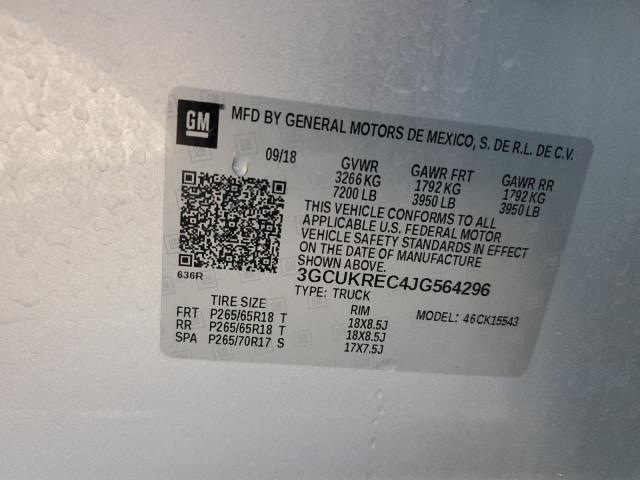 GM
MFD BY GENERAL MOTORS DE MEXICO, S. DE R.L. DE C.V.
09/18 GVWR GAWR FRT GAWR RR
3266 KG 1792 KG 1792 KG
7200 LB 3950 LB 3950 LB
THIS VEHICLE CONFORMS TO ALL
APPLICABLE U.S. FEDERAL MOTOR
VEHICLE SAFETY STANDARDS IN EFFECT
ON THE DATE OF MANUFACTURE
SHOWN ABOVE.
636R 3GCUKREC4JG564296
TYPE: TRUCK
TIRE SIZE RIM MODEL: 46CK15543
FRT P265/65R18 T 18X8.5J
RR P265/65R18 T 18X8.5J
SPA P265/70R17 S 17X7.5J